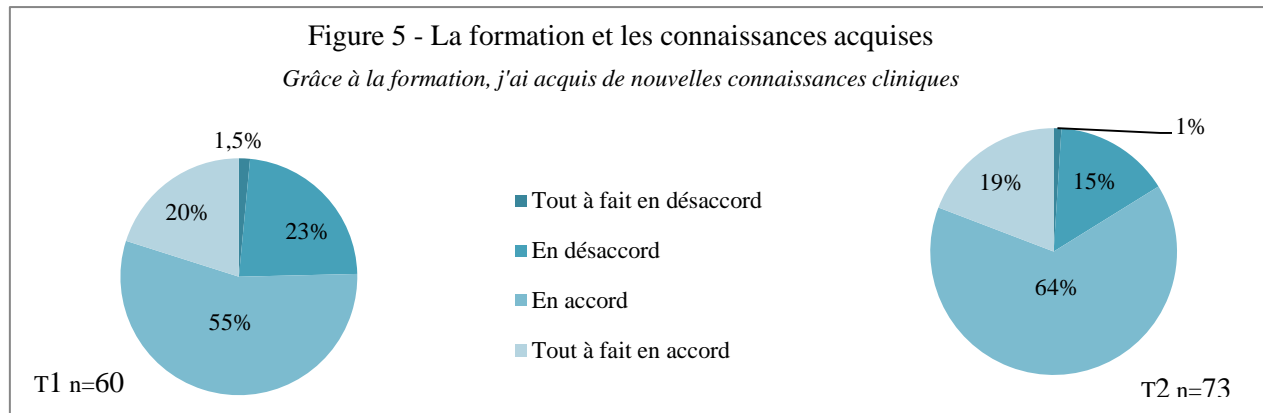 Figure 5 - La formation et les connaissances acquises
Grâce à la formation, j'ai acquis de nouvelles connaissances cliniques
1,5%
23%
55%
20%
T1 n=60
Tout à fait en désaccord
En désaccord
En accord
Tout à fait en accord
1%
15%
64%
19%
T2 n=73